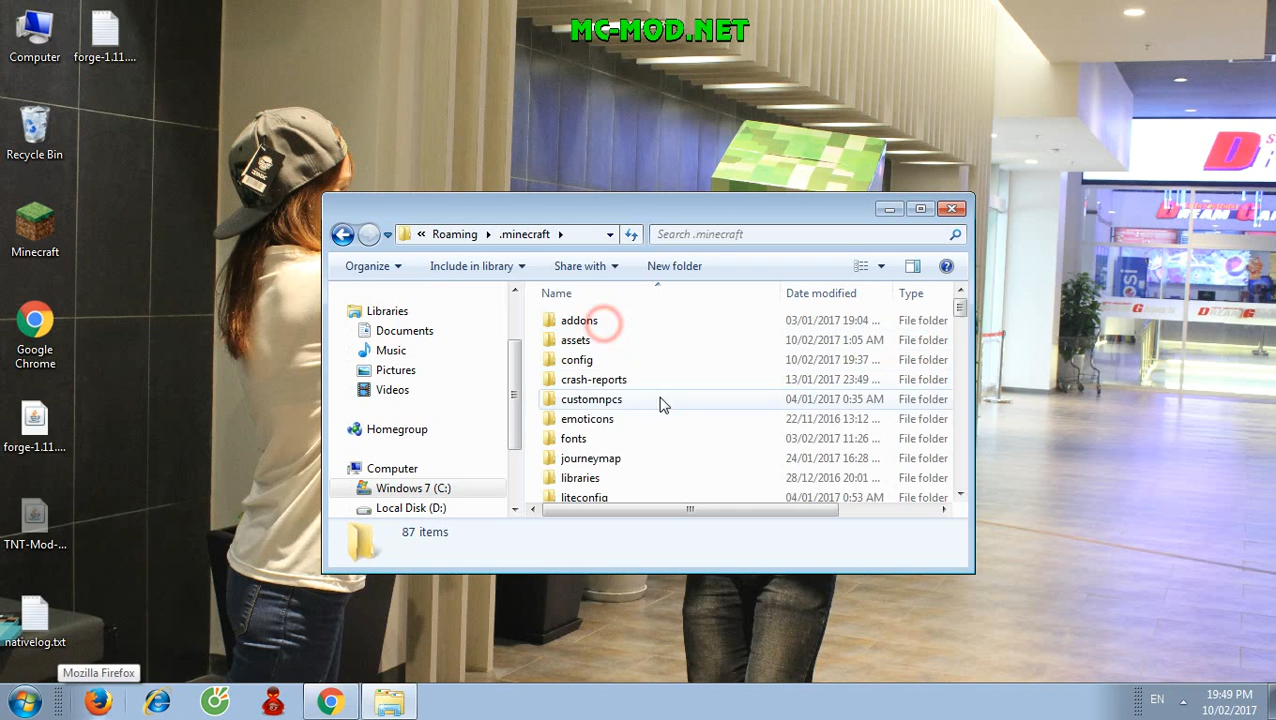 MC-MOD.NET
Computer
forge-1.11....
Recycle Bin
Minecraft
Google
Chrome
forge-1.11....
TNT-Mod-...
nativelog.txt
« Roaming .minecraft
Search .minecraft
Organize Include in library Share with New folder
Name Date modified Type
addons 03/01/2017 19:04 ... File folder
assets 10/02/2017 1:05 AM File folder
config 10/02/2017 19:37 ... File folder
crash-reports 13/01/2017 23:49 ... File folder
customnpcs 04/01/2017 0:35 AM File folder
emoticons 22/11/2016 13:12 ... File folder
fonts 03/02/2017 11:26 ... File folder
journeymap 24/01/2017 16:28 ... File folder
libraries 28/12/2016 20:01 ... File folder
liteconfig 04/01/2017 0:53 AM File folder
Libraries
Documents
Music
Pictures
Videos
Homegroup
Computer
Windows 7 (C:)
Local Disk (D:)
87 items
Mozilla Firefox
EN
19:49 PM
10/02/2017